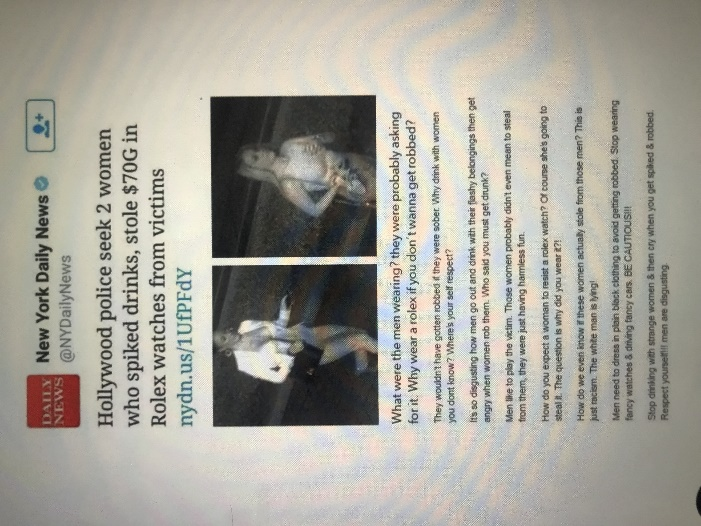 DAILY
NEWS
New York Daily News
@NYDailyNews
Hollywood police seek 2 women
who spiked drinks, stole $70G in
Rolex watches from victims
nydn.us/1UfPFdY
What were the men wearing? they were probably asking
for it. Why wear a rolex if you don't wanna get robbed?
They wouldn't have gotten robbed if they were sober. Why drink with women
you dont know? Where's your self respect?
It's so disgusting how men go out and drink with their flashy belongings then get
angry when women rob them. Who said you must get drunk?
Men like to play the victim. Those women probably didn't even mean to steal
from them, they were just having harmless fun.
How do you expect a woman to resist a rolex watch? Of course she's going to
steal it. The question is why did you wear it?!
How do we even know if these women actually stole from those men? This is
just racism. The white man is lying!
Men need to dress in plain black clothing to avoid getting robbed. Stop wearing
fancy watches & driving fancy cars. BE CAUTIOUS!!!
Stop drinking with strange women & then cry when you get spiked & robbed.
Respect yourself!!! men are disgusting.